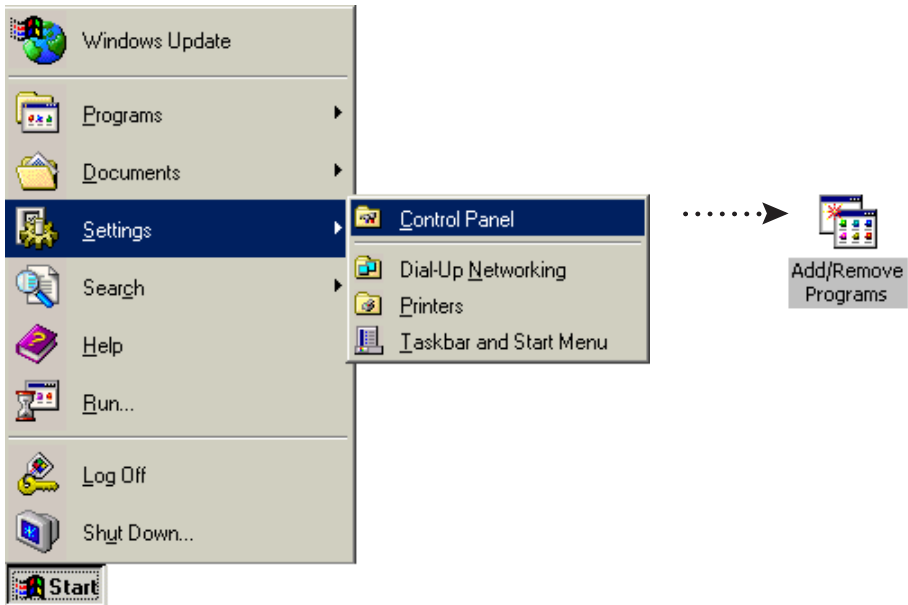 Windows Update
Programs
Documents
Settings
Search
Help
Run...
Log Off
Shut Down...
Start
Control Panel
Dial-Up Networking
Printers
Taskbar and Start Menu
Add/Remove
Programs